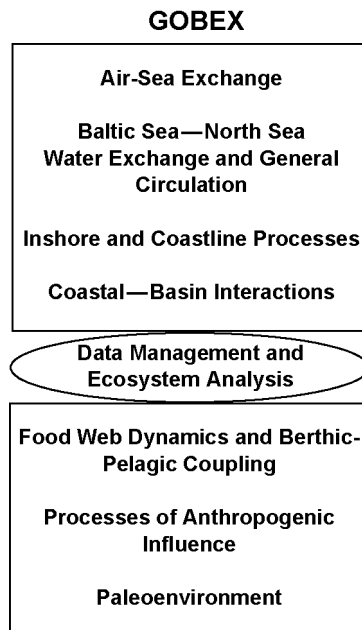 GOBEX
Air-Sea Exchange
Baltic Sea—North Sea
Water Exchange and General
Circulation
Inshore and Coastline Processes
Coastal—Basin Interactions
Data Management and
Ecosystem Analysis
Food Web Dynamics and Berthic-
Pelagic Coupling
Processes of Anthropogenic
Influence
Paleoenvironment